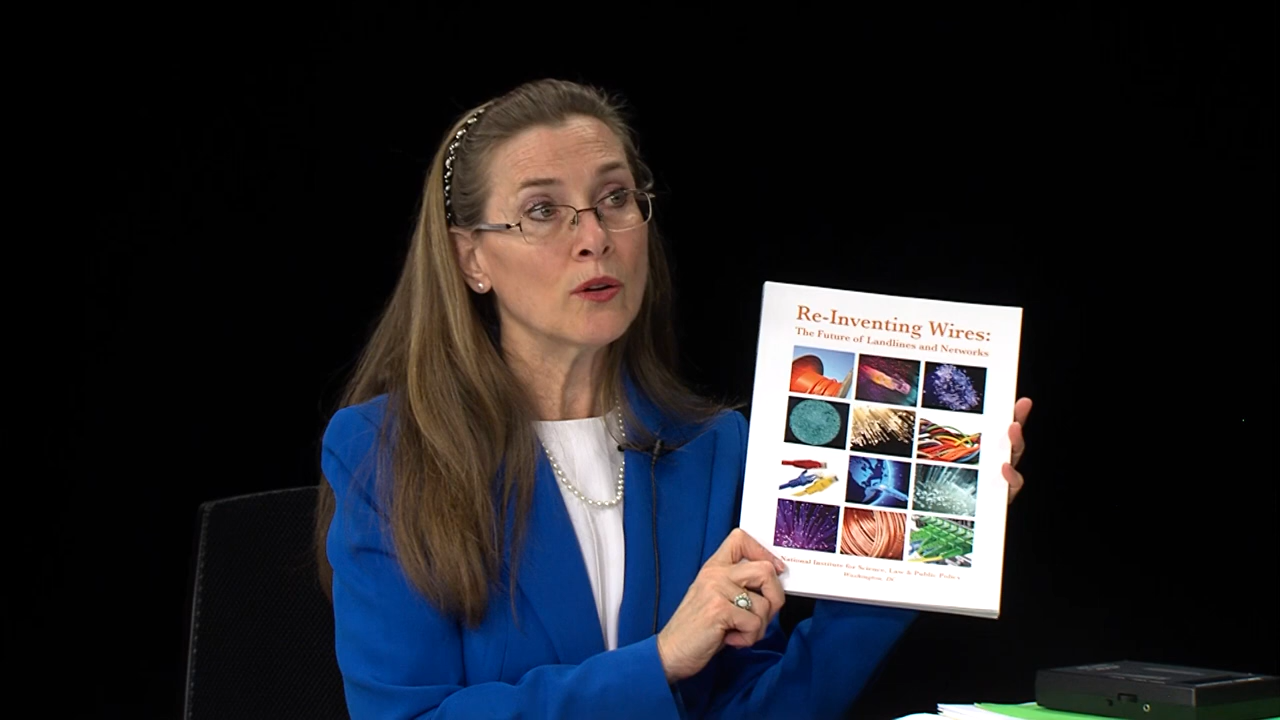 Re-Inventing Wires:
The Future of Landlines and Networks
National Institute for Science, Law & Public Policy
Washington, DC